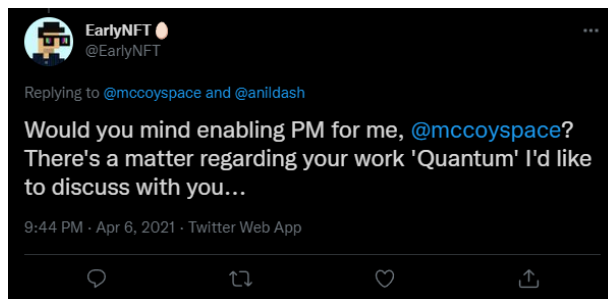 EarlyNFT🥚
@EarlyNFT
Replying to @mccoyspace and @anildash
Would you mind enabling PM for me, @mccoyspace?
There's a matter regarding your work 'Quantum' I'd like
to discuss with you...
9:44 PM · Apr 6, 2021 · Twitter Web App